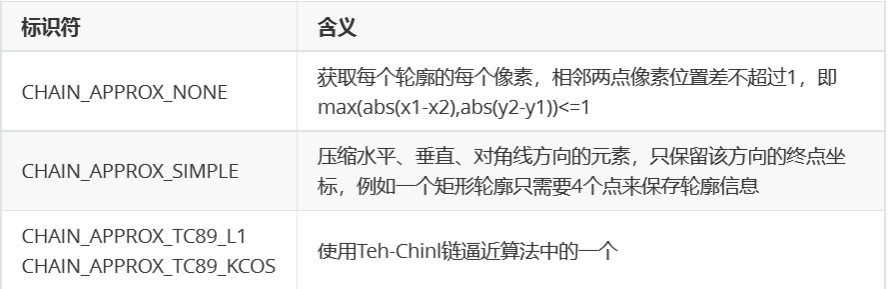 标识符 含义
CHAIN_APPROX_NONE
获取每个轮廓的每个像素，相邻两点像素位置差不超过1，即
max(abs(x1-x2),abs(y2-y1))<=1
CHAIN_APPROX_SIMPLE
压缩水平、垂直、对角线方向的元素，只保留该方向的终点坐
标，例如一个矩形轮廓只需要4个点来保存轮廓信息
CHAIN_APPROX_TC89_L1
CHAIN_APPROX_TC89_KCOS
使用Teh-Chinl链逼近算法中的一个